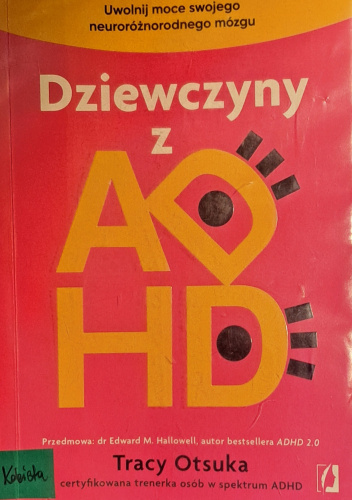 Uwolnij moce swojego
neuroróżnorodnego mózgu
Dziewczyny
z
AD
HD
Przedmowa: dr Edward M. Hallowell, autor bestsellera ADHD 2.0
Tracy Otsuka
certyfikowana trenerka osób w spektrum ADHD
Kobieta